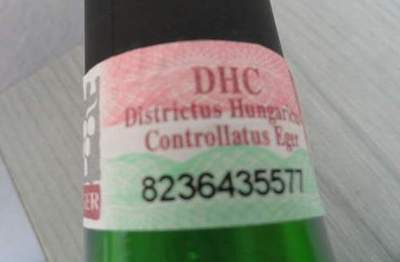 DHC
Districtus Hungaricus
Controllatus Eger
8236435577